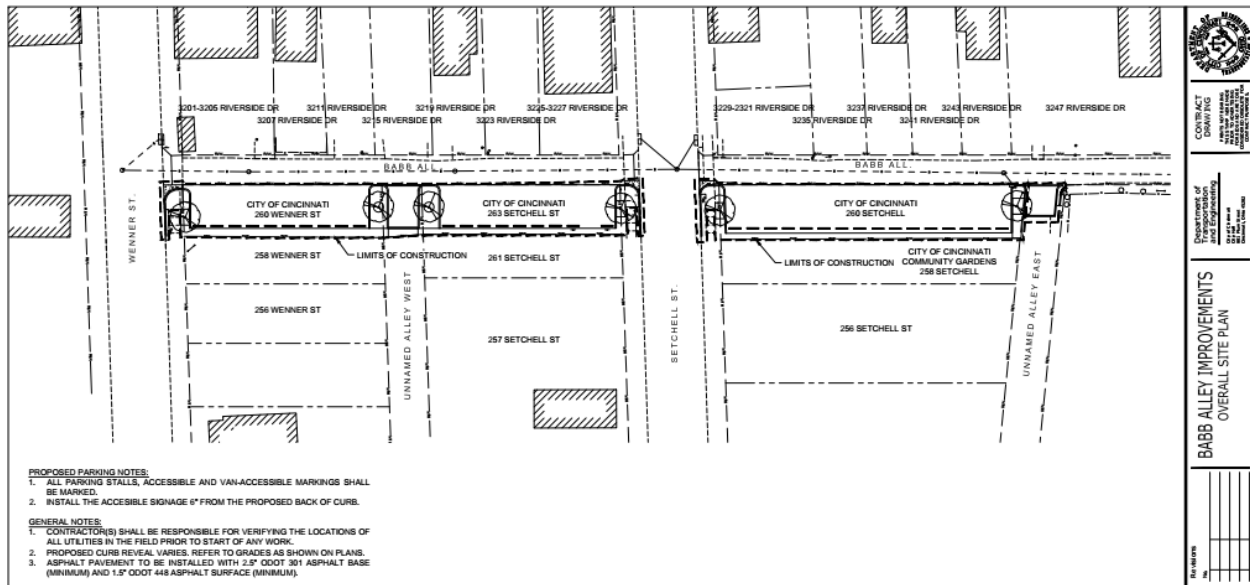 3201-3205 RIVERSIDE DR
3211 RIVERSIDE DR
3219 RIVERSIDE DR
3225-3227 RIVERSIDE DR
3229-2321 RIVERSIDE DR
3237 RIVERSIDE DR
3243 RIVERSIDE DR
3247 RIVERSIDE DR
3207 RIVERSIDE DR
3215 RIVERSIDE DR
3223 RIVERSIDE DR
3235 RIVERSIDE DR
3241 RIVERSIDE DR
BABB ALL.
BABB ALL.
WENNER ST.
CITY OF CINCINNATI
260 WENNER ST
CITY OF CINCINNATI
263 SETCHELL ST
CITY OF CINCINNATI
260 SETCHELL
258 WENNER ST
LIMITS OF CONSTRUCTION
261 SETCHELL ST
LIMITS OF CONSTRUCTION
CITY OF CINCINNATI
COMMUNITY GARDENS
258 SETCHELL
256 WENNER ST
UNNAMED ALLEY WEST
257 SETCHELL ST
SETCHELL ST.
256 SETCHELL ST
UNNAMED ALLEY EAST
PROPOSED PARKING NOTES:
1. ALL PARKING STALLS, ACCESSIBLE AND VAN-ACCESSIBLE MARKINGS SHALL
BE MARKED.
2. INSTALL THE ACCESIBLE SIGNAGE 6" FROM THE PROPOSED BACK OF CURB.
GENERAL NOTES:
1. CONTRACTOR(S) SHALL BE RESPONSIBLE FOR VERIFYING THE LOCATIONS OF
ALL UTILITIES IN THE FIELD PRIOR TO START OF ANY WORK.
2. PROPOSED CURB REVEAL VARIES. REFER TO GRADES AS SHOWN ON PLANS.
3. ASPHALT PAVEMENT TO BE INSTALLED WITH 2.5" ODOT 301 ASPHALT BASE
(MINIMUM) AND 1.5" ODOT 448 ASPHALT SURFACE (MINIMUM).
CONTRACT
DRAWING
Department of
Transportation
and Engineering
BABB ALLEY IMPROVEMENTS
OVERALL SITE PLAN
Revisions
No.